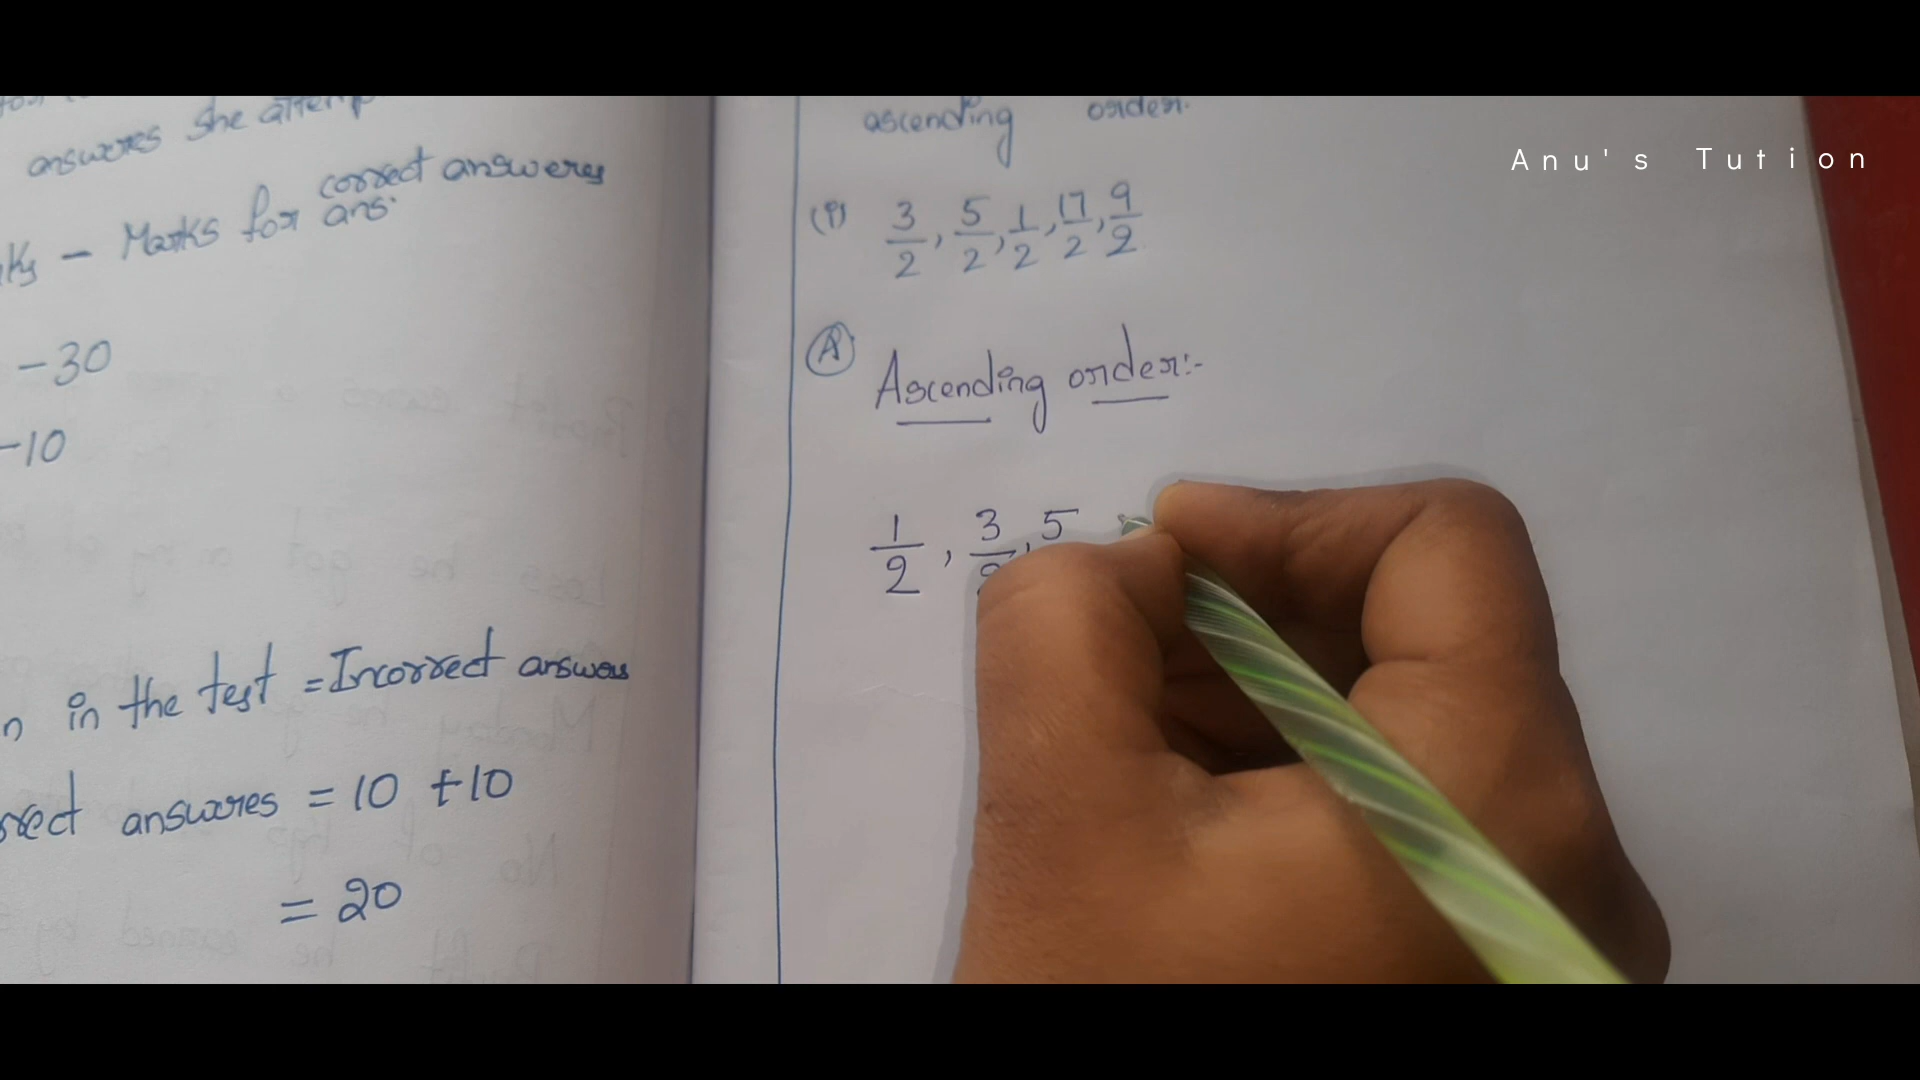 answeres she
correct answeres
- Marks for ans.
-30
-10
n in the test = Incorrect answers
rect answeres = 10 +10
= 20
ascending order.
(i) 3/2, 5/2, 1/2, 17/2, 9/2
(A) Ascending order:-
1/2, 3/2, 5
Anu's Tution